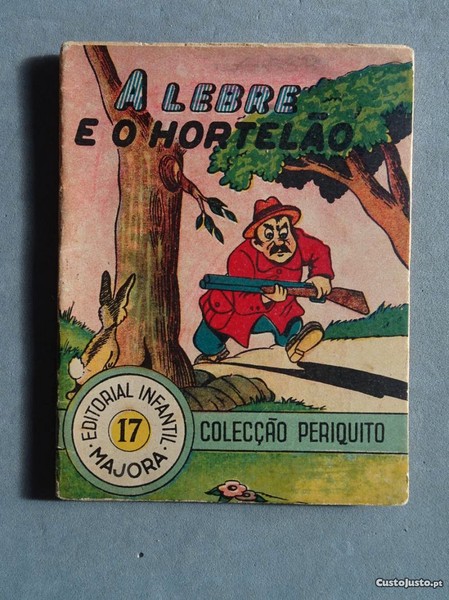 A LEBRE
E O HORTELÃO
EDITORIAL INFANTIL
17
· MAJORA ·
COLECÇÃO PERIQUITO
CustoJusto.pt